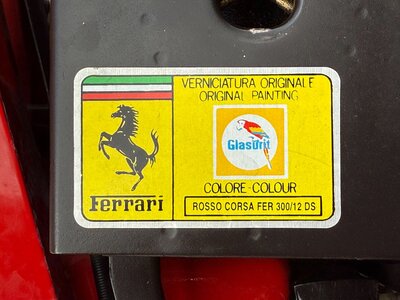 VERNICIATURA ORIGINALE
ORIGINAL PAINTING
Glasurit
COLORE-COLOUR
Ferrari
ROSSO CORSA FER 300/12 DS